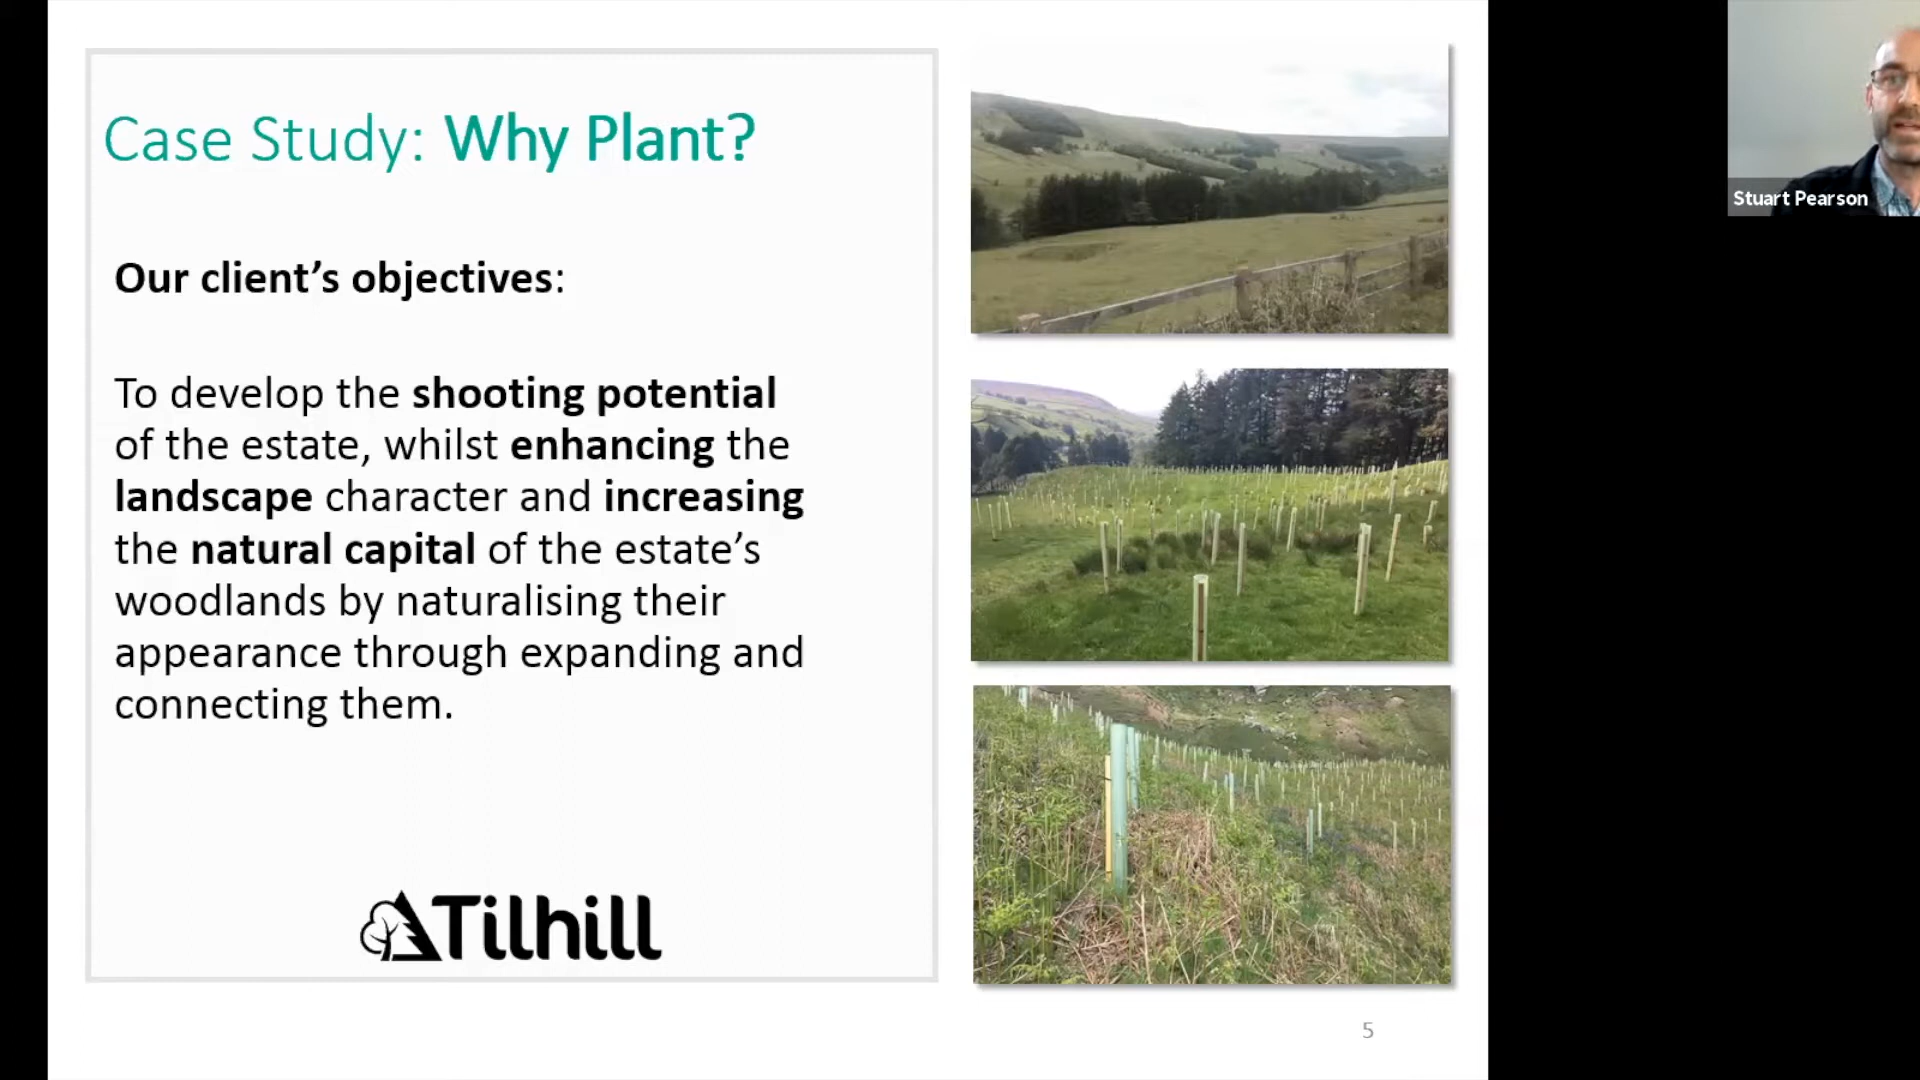 Case Study: Why Plant?
Our client’s objectives:
To develop the shooting potential
of the estate, whilst enhancing the
landscape character and increasing
the natural capital of the estate’s
woodlands by naturalising their
appearance through expanding and
connecting them.
Tilhill
5
Stuart Pearson